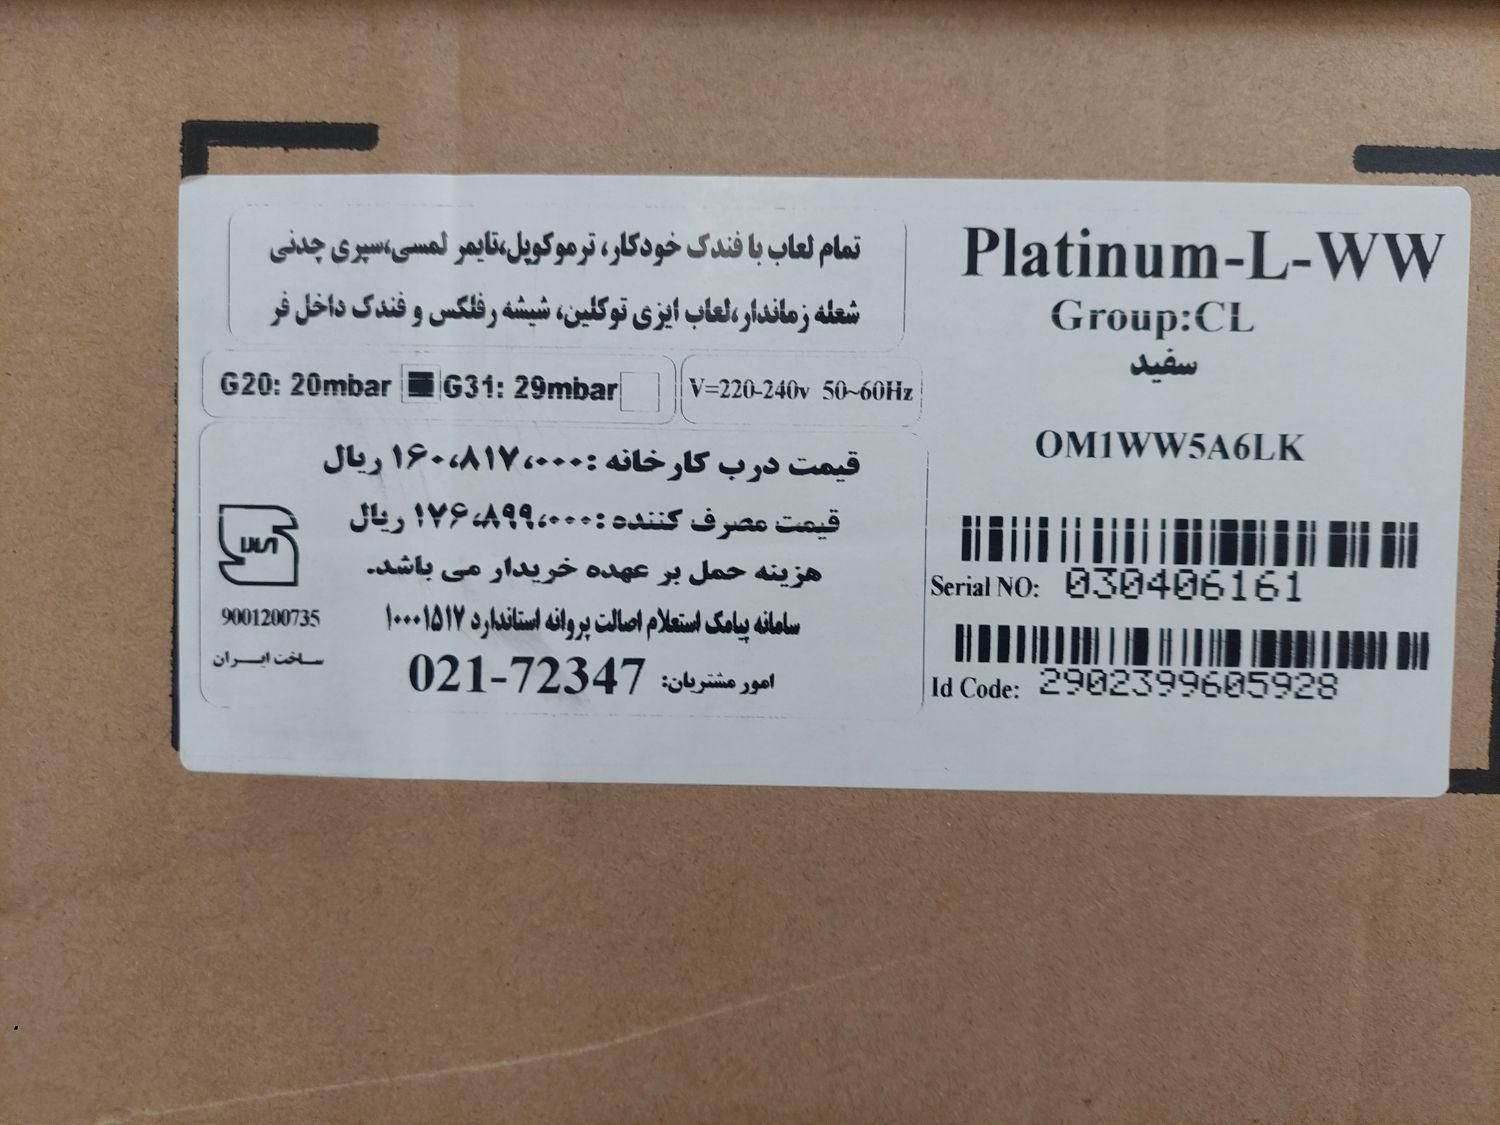 تمام لعاب با فندک خودکار، ترموکوپل،تایمر لمسی،سپری چدنی
شعله زماندار،لعاب ایزی توکلین، شیشه رفلکس و فندک داخل فر
G20: 20mbar G31: 29mbar
V=220-240v 50~60Hz
قیمت درب کارخانه :۱۶۰،۸۱۷،۰۰۰ ریال
قیمت مصرف کننده :۱۷۶،۸۹۹،۰۰۰ ریال
هزینه حمل بر عهده خریدار می باشد.
سامانه پیامک استعلام اصالت پروانه استاندارد ۱۰۰۰۱۵۱۷
امور مشتریان: 021-72347
9001200735
ساخت ایران
Platinum-L-WW
Group:CL
سفید
OM1WW5A6LK
Serial NO: 030406161
Id Code: 2902399605928